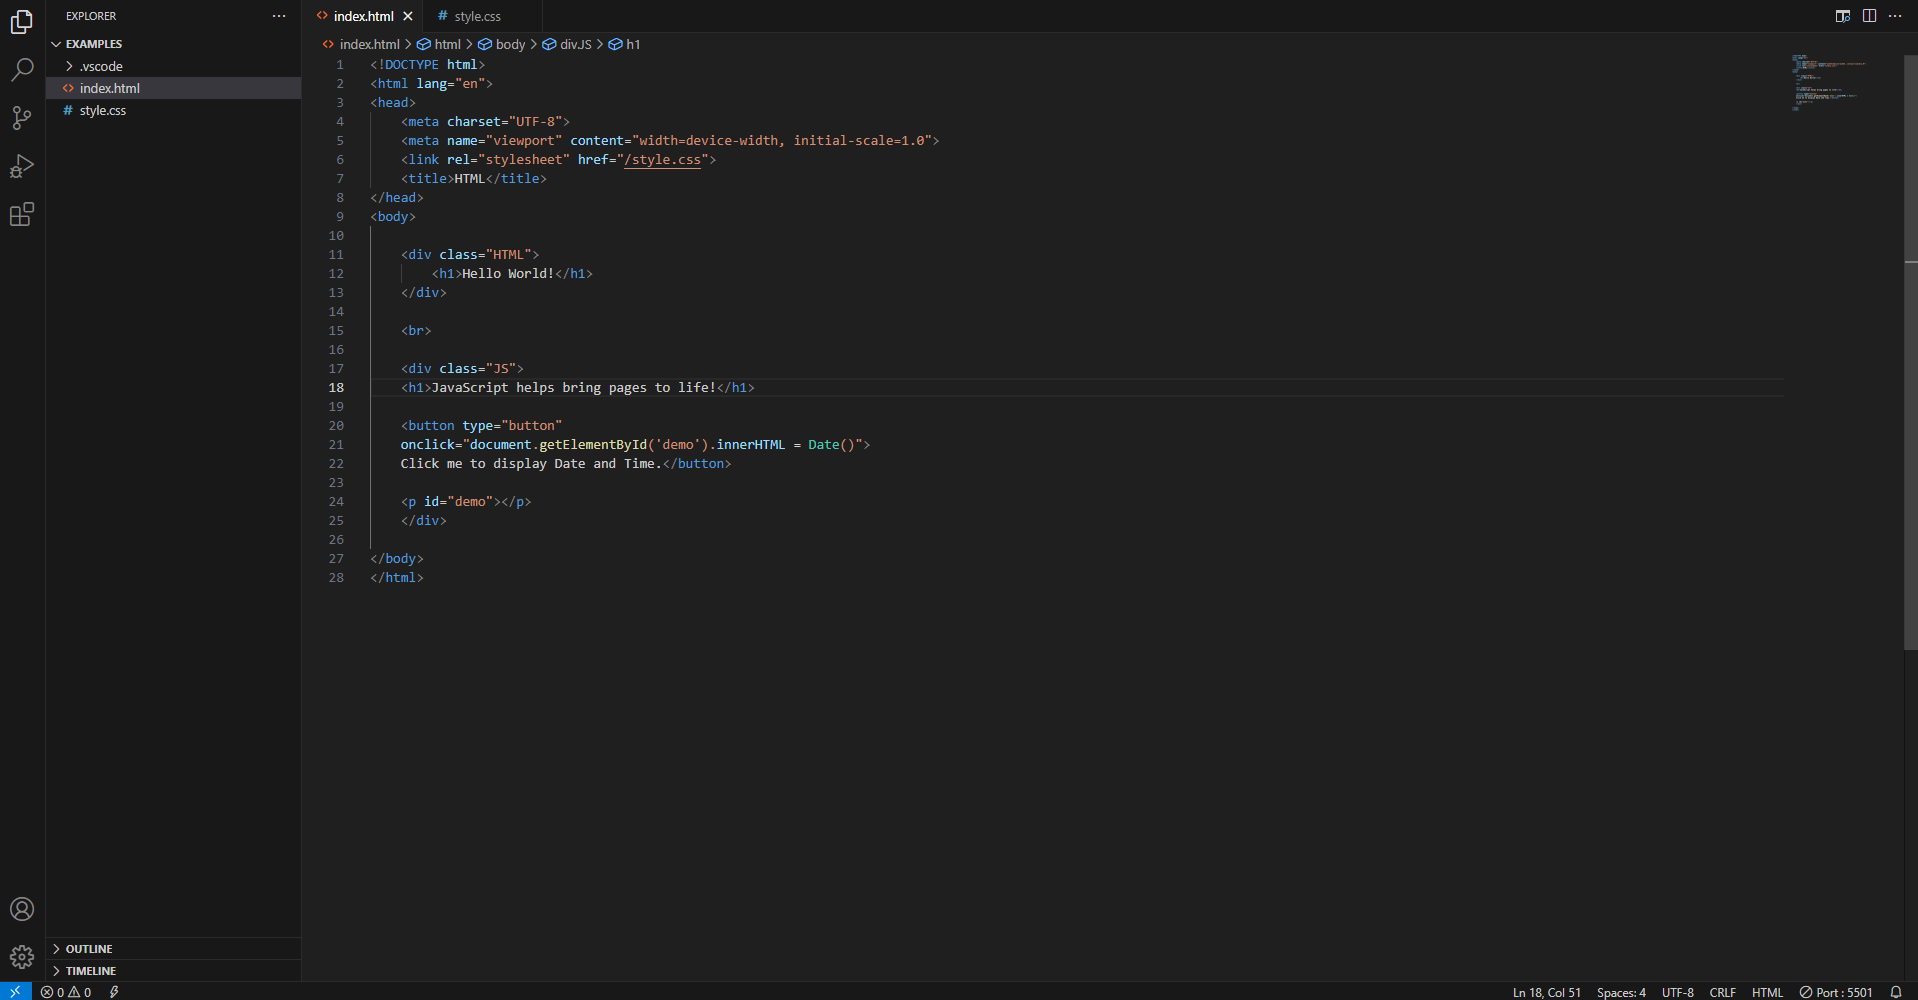 EXPLORER
EXAMPLES
.vscode
index.html
style.css
OUTLINE
TIMELINE
index.html
style.css
index.html > html > body > div.JS > h1
1 <!DOCTYPE html>
2 <html lang="en">
3 <head>
4 <meta charset="UTF-8">
5 <meta name="viewport" content="width=device-width, initial-scale=1.0">
6 <link rel="stylesheet" href="/style.css">
7 <title>HTML</title>
8 </head>
9 <body>
10
11 <div class="HTML">
12 <h1>Hello World!</h1>
13 </div>
14
15 <br>
16
17 <div class="JS">
18 <h1>JavaScript helps bring pages to life!</h1>
19
20 <button type="button"
21 onclick="document.getElementById('demo').innerHTML = Date()">
22 Click me to display Date and Time.</button>
23
24 <p id="demo"></p>
25 </div>
26
27 </body>
28 </html>
0 0
Ln 18, Col 51 Spaces: 4 UTF-8 CRLF HTML Port : 5501